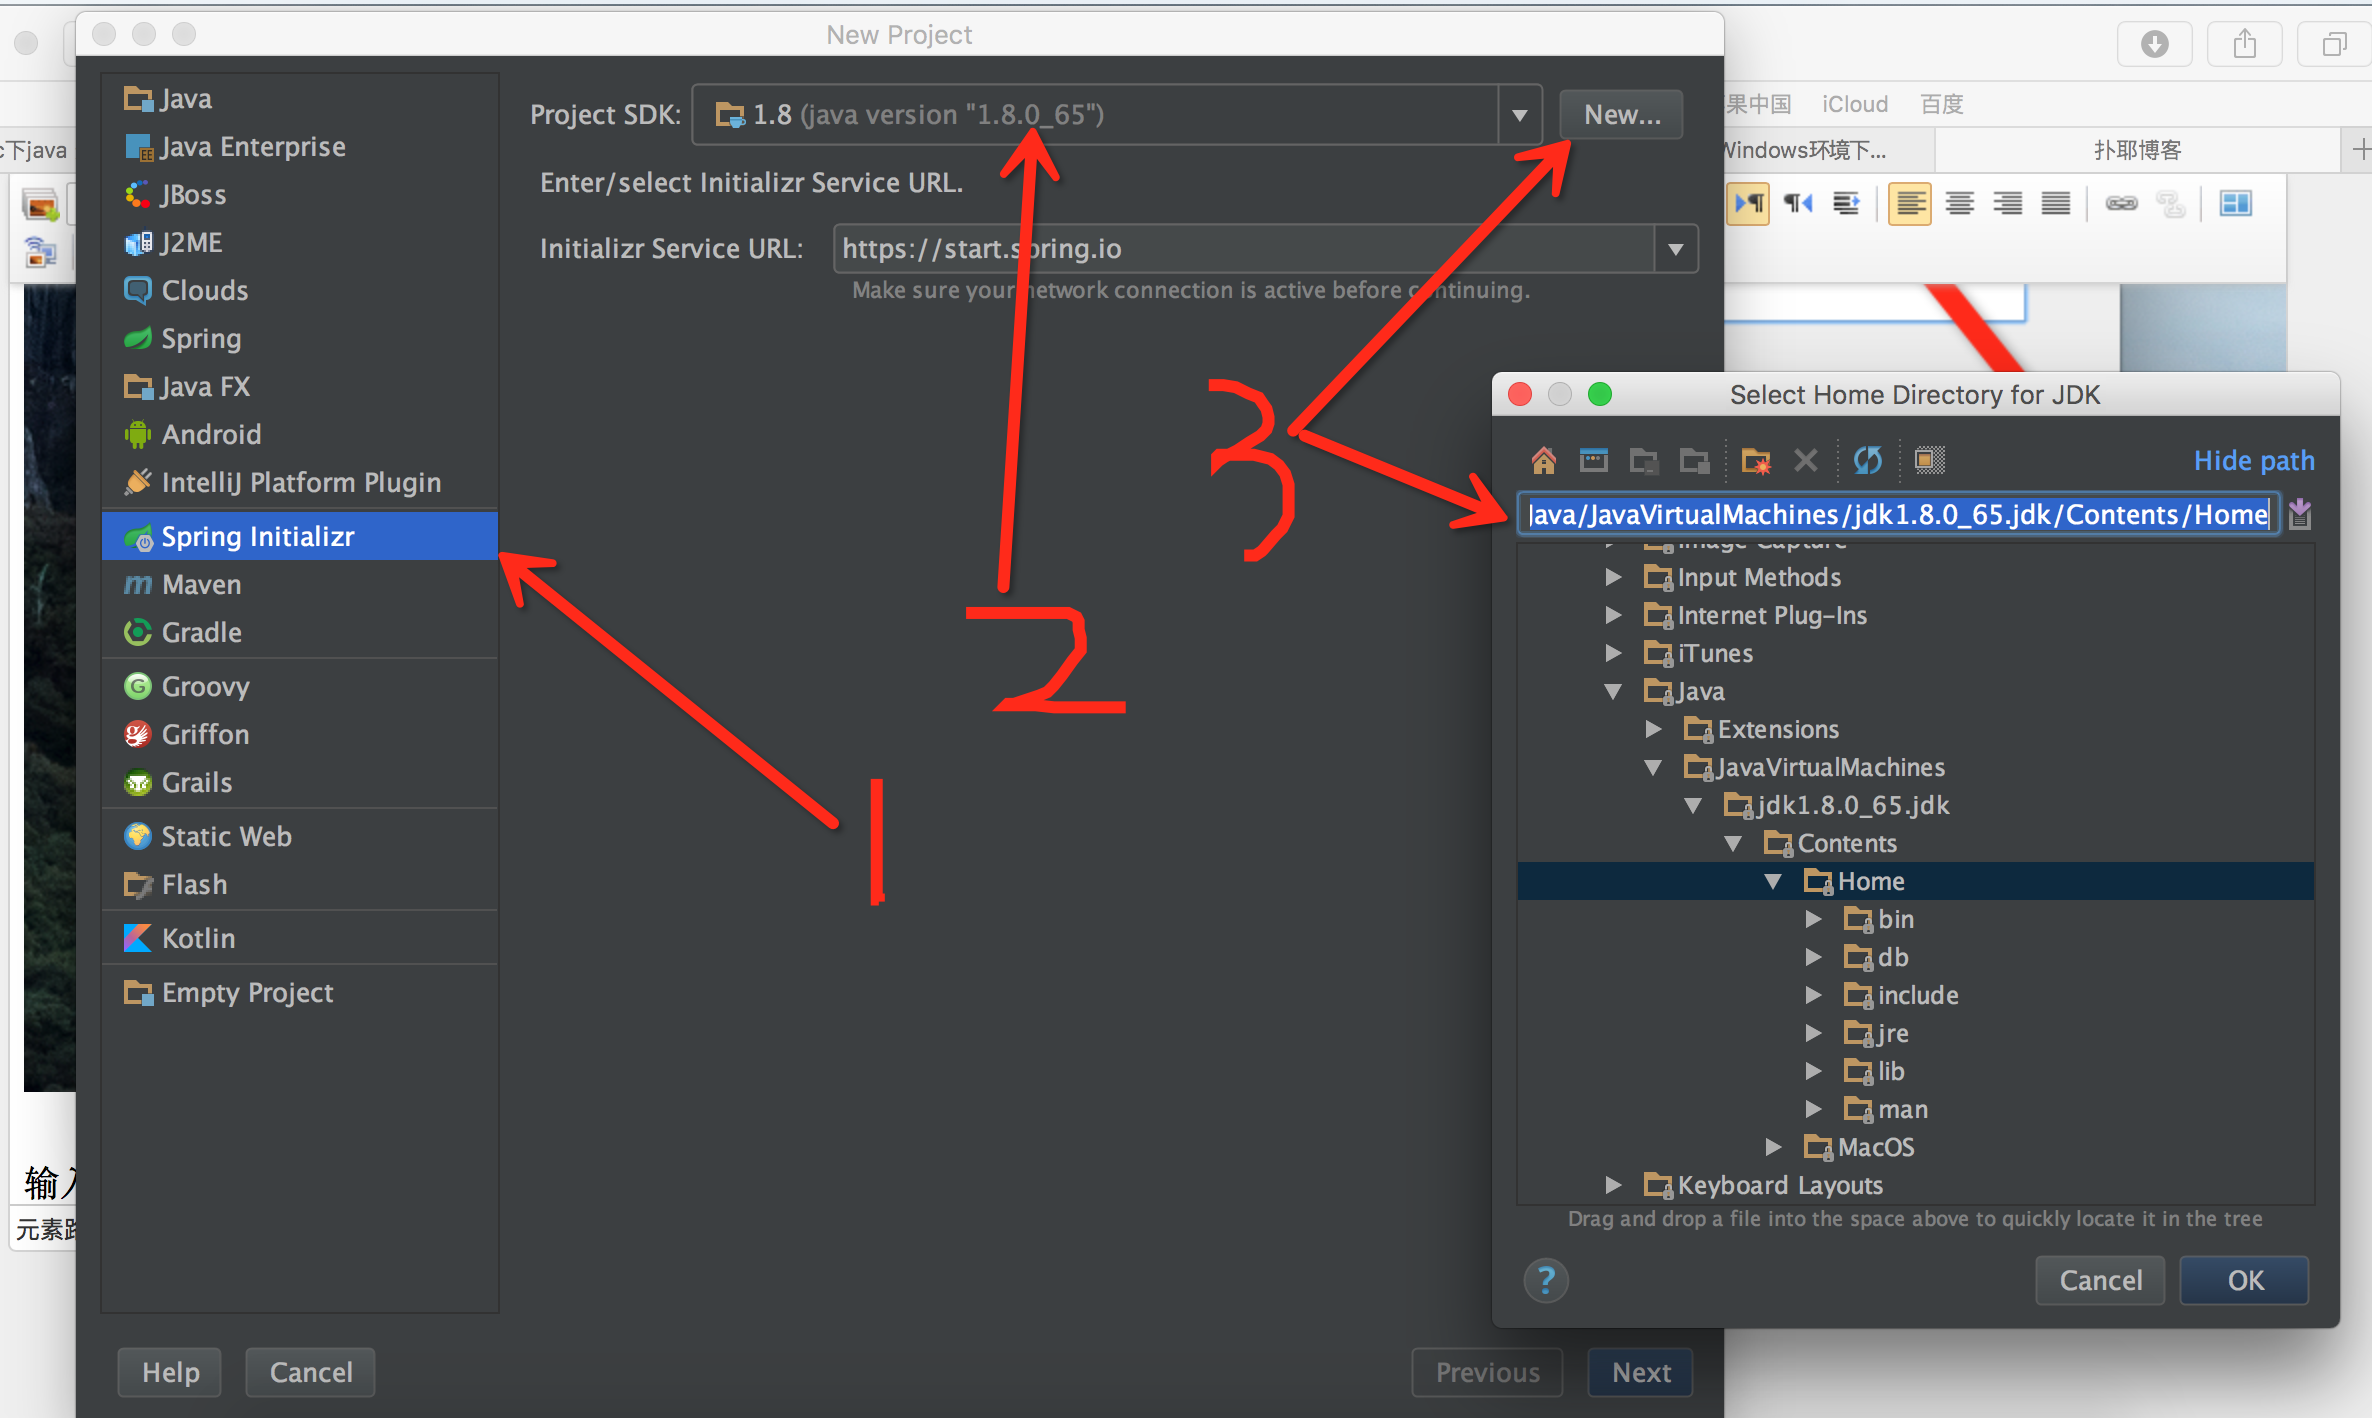 New Project
Java
Java Enterprise
JBoss
J2ME
Clouds
Spring
Java FX
Android
IntelliJ Platform Plugin
Spring Initializr
Maven
Gradle
Groovy
Griffon
Grails
Static Web
Flash
Kotlin
Empty Project
Project SDK: 1.8 (java version "1.8.0_65") New...
Enter/select Initializr Service URL.
Initializr Service URL: https://start.spring.io
Make sure your network connection is active before continuing.
1
2
3
Help Cancel Previous Next
果中国 iCloud 百度
下java
Windows环境下... 扑耶博客
Select Home Directory for JDK
Hide path
Java/JavaVirtualMachines/jdk1.8.0_65.jdk/Contents/Home
Image Capture
Input Methods
Internet Plug-Ins
iTunes
Java
Extensions
JavaVirtualMachines
jdk1.8.0_65.jdk
Contents
Home
bin
db
include
jre
lib
man
MacOS
Keyboard Layouts
Drag and drop a file into the space above to quickly locate it in the tree
? Cancel OK
输入
元素路